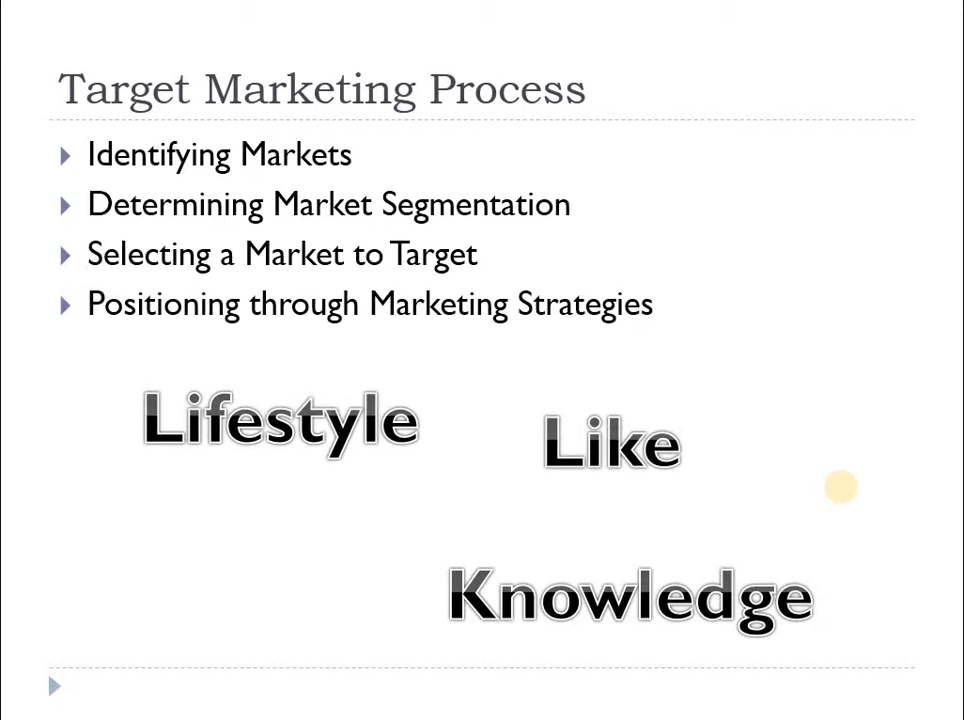 Target Marketing Process
Identifying Markets
Determining Market Segmentation
Selecting a Market to Target
Positioning through Marketing Strategies
Lifestyle
Like
Knowledge